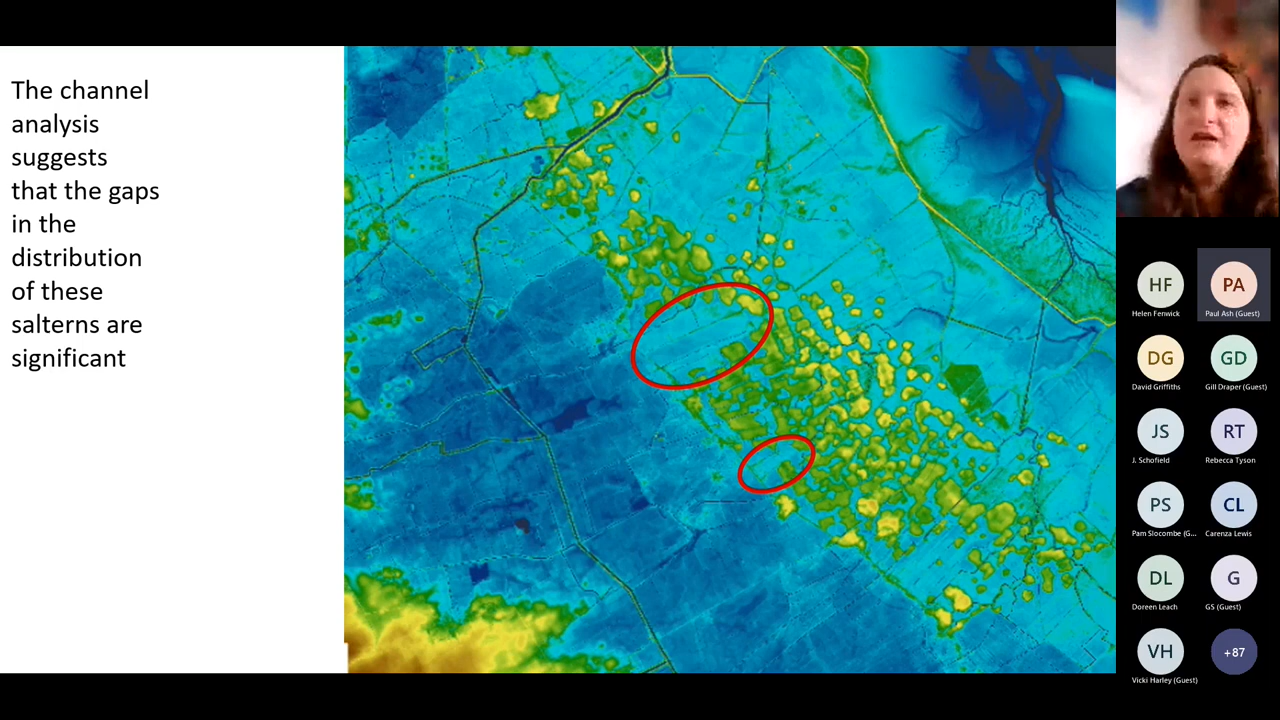 The channel
analysis
suggests
that the gaps
in the
distribution
of these
salterns are
significant
HF
PA
Helen Fenwick
Paul Ash (Guest)
DG
GD
David Griffiths
Gill Draper (Guest)
JS
RT
J. Schofield
Rebecca Tyson
PS
CL
Pam Slocombe (G...
Carenza Lewis
DL
G
Doreen Leach
GS (Guest)
VH
+87
Vicki Harley (Guest)